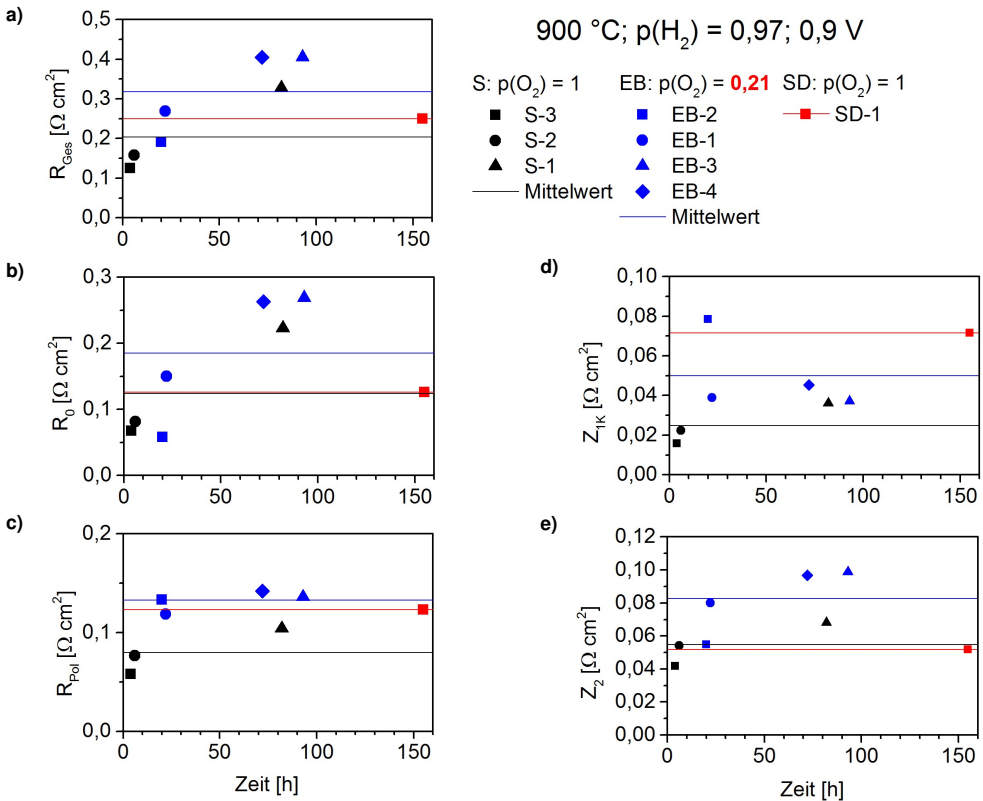 900 °C; p(H2) = 0,97; 0,9 V
S: p(O2) = 1
S-3
S-2
S-1
Mittelwert
EB: p(O2) = 0,21
EB-2
EB-1
EB-3
EB-4
Mittelwert
SD: p(O2) = 1
SD-1
a)
RGes [Ω cm2]
0,5
0,4
0,3
0,2
0,1
0,0
0 50 100 150
b)
R0 [Ω cm2]
0,3
0,2
0,1
0,0
0 50 100 150
c)
RPol [Ω cm2]
0,2
0,1
0,0
0 50 100 150
Zeit [h]
d)
Z1K [Ω cm2]
0,10
0,08
0,06
0,04
0,02
0,00
0 50 100 150
e)
Z2 [Ω cm2]
0,12
0,10
0,08
0,06
0,04
0,02
0,00
0 50 100 150
Zeit [h]